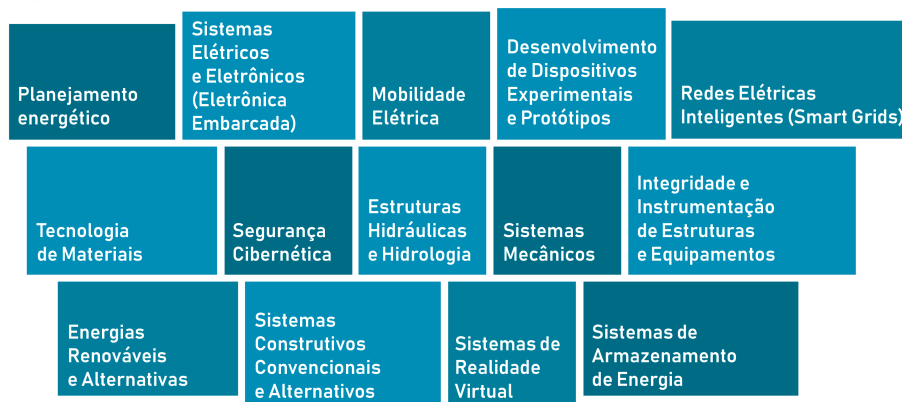 Planejamento
energético
Sistemas
Elétricos
e Eletrônicos
(Eletrônica
Embarcada)
Mobilidade
Elétrica
Desenvolvimento
de Dispositivos
Experimentais
e Protótipos
Redes Elétricas
Inteligentes (Smart Grids)
Tecnologia
de Materiais
Segurança
Cibernética
Estruturas
Hidráulicas
e Hidrologia
Sistemas
Mecânicos
Integridade e
Instrumentação
de Estruturas
e Equipamentos
Energias
Renováveis
e Alternativas
Sistemas
Construtivos
Convencionais
e Alternativos
Sistemas de
Realidade
Virtual
Sistemas de
Armazenamento
de Energia